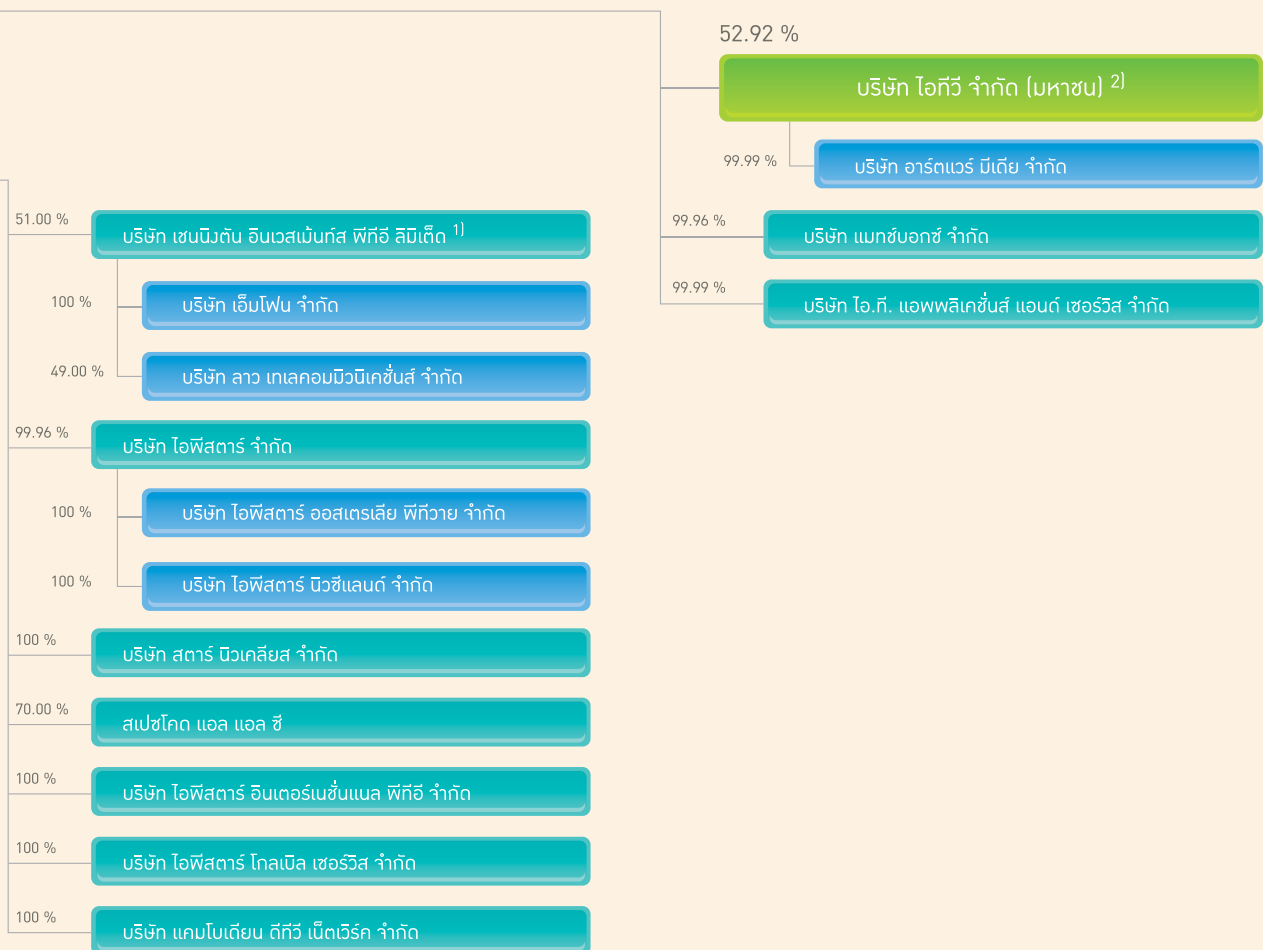 51.00 %
บริษัท เชนนิงตัน อินเวสเม้นท์ส พีทีอี ลิมิเต็ด 1)
100 %
บริษัท เอ็มโฟน จำกัด
49.00 %
บริษัท ลาว เทเลคอมมิวนิเคชั่นส์ จำกัด
99.96 %
บริษัท ไอพีสตาร์ จำกัด
100 %
บริษัท ไอพีสตาร์ ออสเตรเลีย พีทีวาย จำกัด
100 %
บริษัท ไอพีสตาร์ นิวซีแลนด์ จำกัด
100 %
บริษัท สตาร์ นิวเคลียส จำกัด
70.00 %
สเปซโคด แอล แอล ซี
100 %
บริษัท ไอพีสตาร์ อินเตอร์เนชั่นแนล พีทีอี จำกัด
100 %
บริษัท ไอพีสตาร์ โกลเบิล เซอร์วิส จำกัด
100 %
บริษัท แคมโบเดียน ดีทีวี เน็ตเวิร์ค จำกัด
52.92 %
บริษัท ไอทีวี จำกัด (มหาชน) 2)
99.99 %
บริษัท อาร์ตแวร์ มีเดีย จำกัด
99.96 %
บริษัท แมทช์บอกซ์ จำกัด
99.99 %
บริษัท ไอ.ที. แอพพลิเคชั่นส์ แอนด์ เซอร์วิส จำกัด